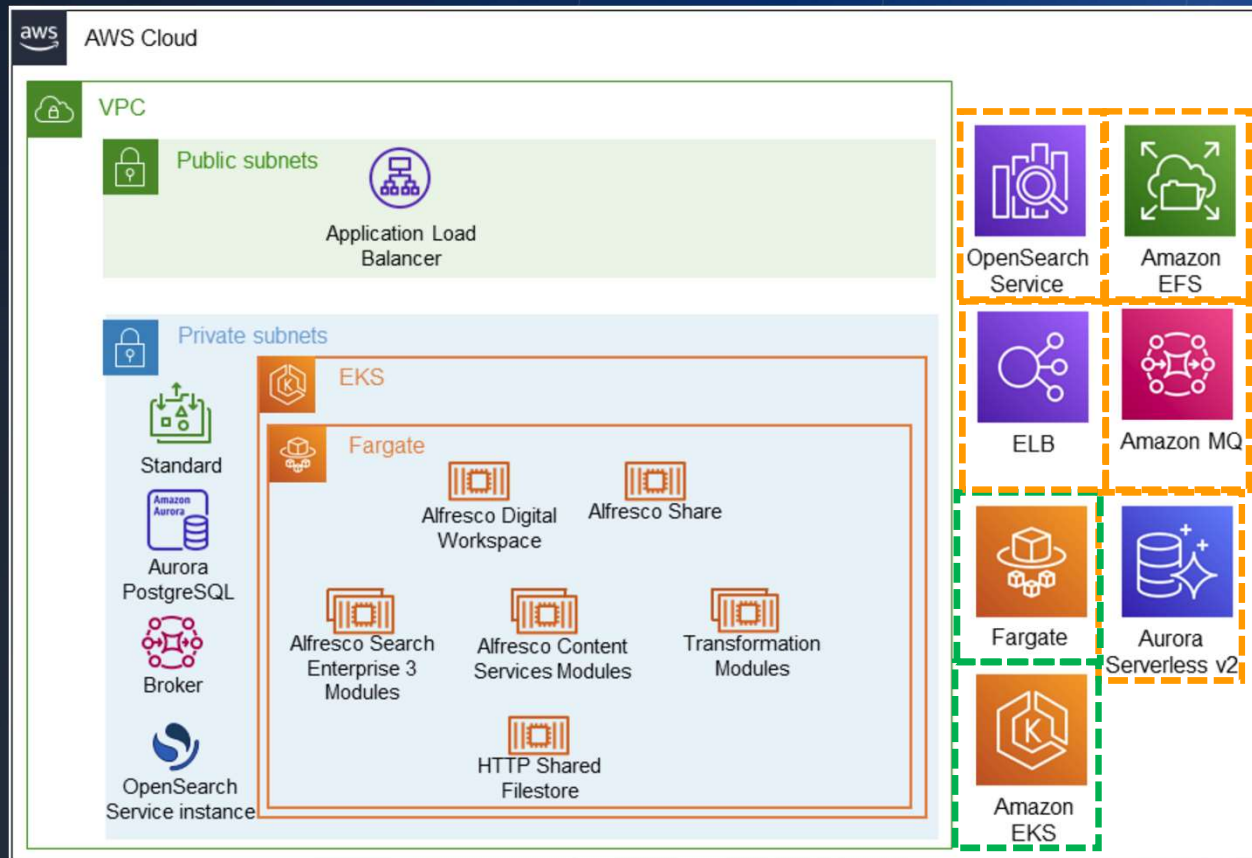 aws
AWS Cloud
VPC
Public subnets
Application Load
Balancer
Private subnets
Standard
Amazon
Aurora
Aurora
PostgreSQL
Broker
OpenSearch
Service instance
EKS
Fargate
Alfresco Digital
Workspace
Alfresco Share
Alfresco Search
Enterprise 3
Modules
Alfresco Content
Services Modules
Transformation
Modules
HTTP Shared
Filestore
OpenSearch
Service
Amazon
EFS
ELB
Amazon MQ
Fargate
Aurora
Serverless v2
K
Amazon
EKS
K